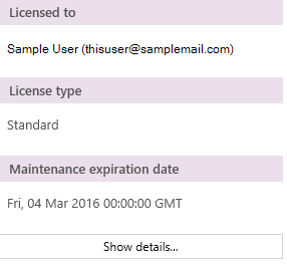 Licensed to
Sample User (thisuser@samplemail.com)
License type
Standard
Maintenance expiration date
Fri, 04 Mar 2016 00:00:00 GMT
Show details...